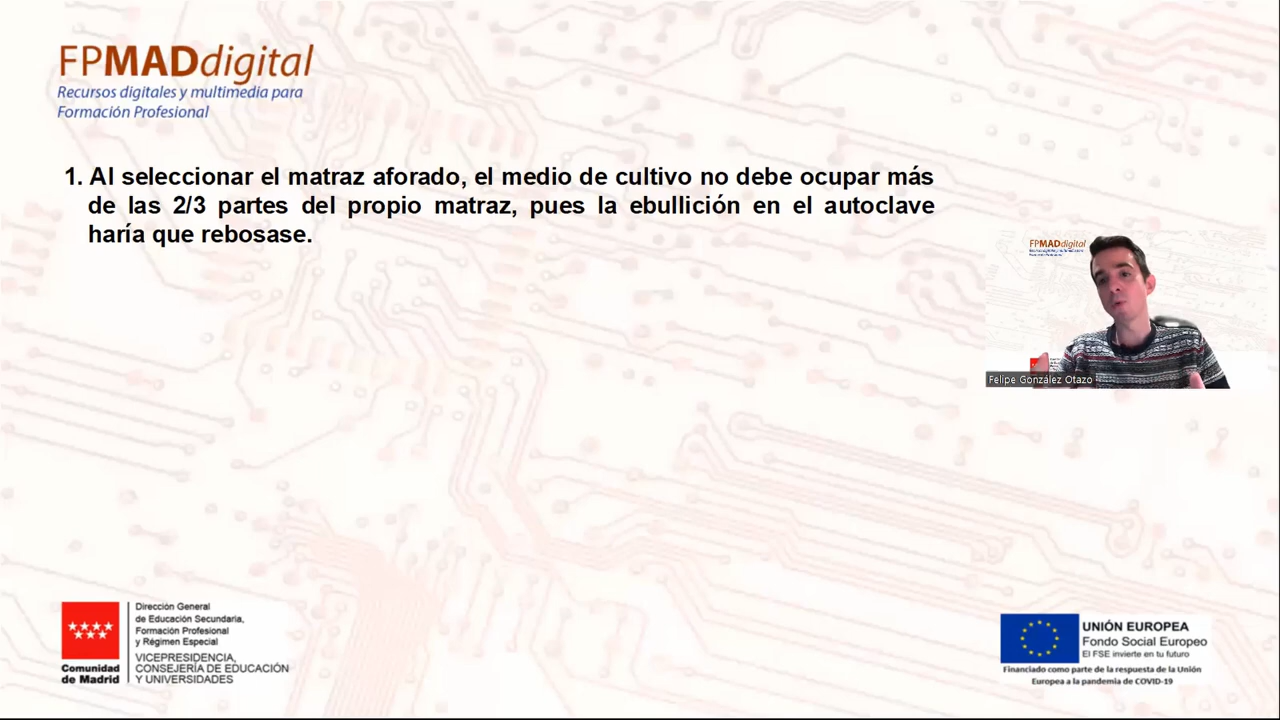 FPMADdigital
Recursos digitales y multimedia para
Formación Profesional
1. Al seleccionar el matraz aforado, el medio de cultivo no debe ocupar más
de las 2/3 partes del propio matraz, pues la ebullición en el autoclave
haría que rebosase.
FPMADdigital
Felipe González Otazo
Comunidad
de Madrid
Dirección General
de Educación Secundaria,
Formación Profesional
y Régimen Especial
VICEPRESIDENCIA,
CONSEJERÍA DE EDUCACIÓN
Y UNIVERSIDADES
UNIÓN EUROPEA
Fondo Social Europeo
El FSE invierte en tu futuro
Financiado como parte de la respuesta de la Unión
Europea a la pandemia de COVID-19